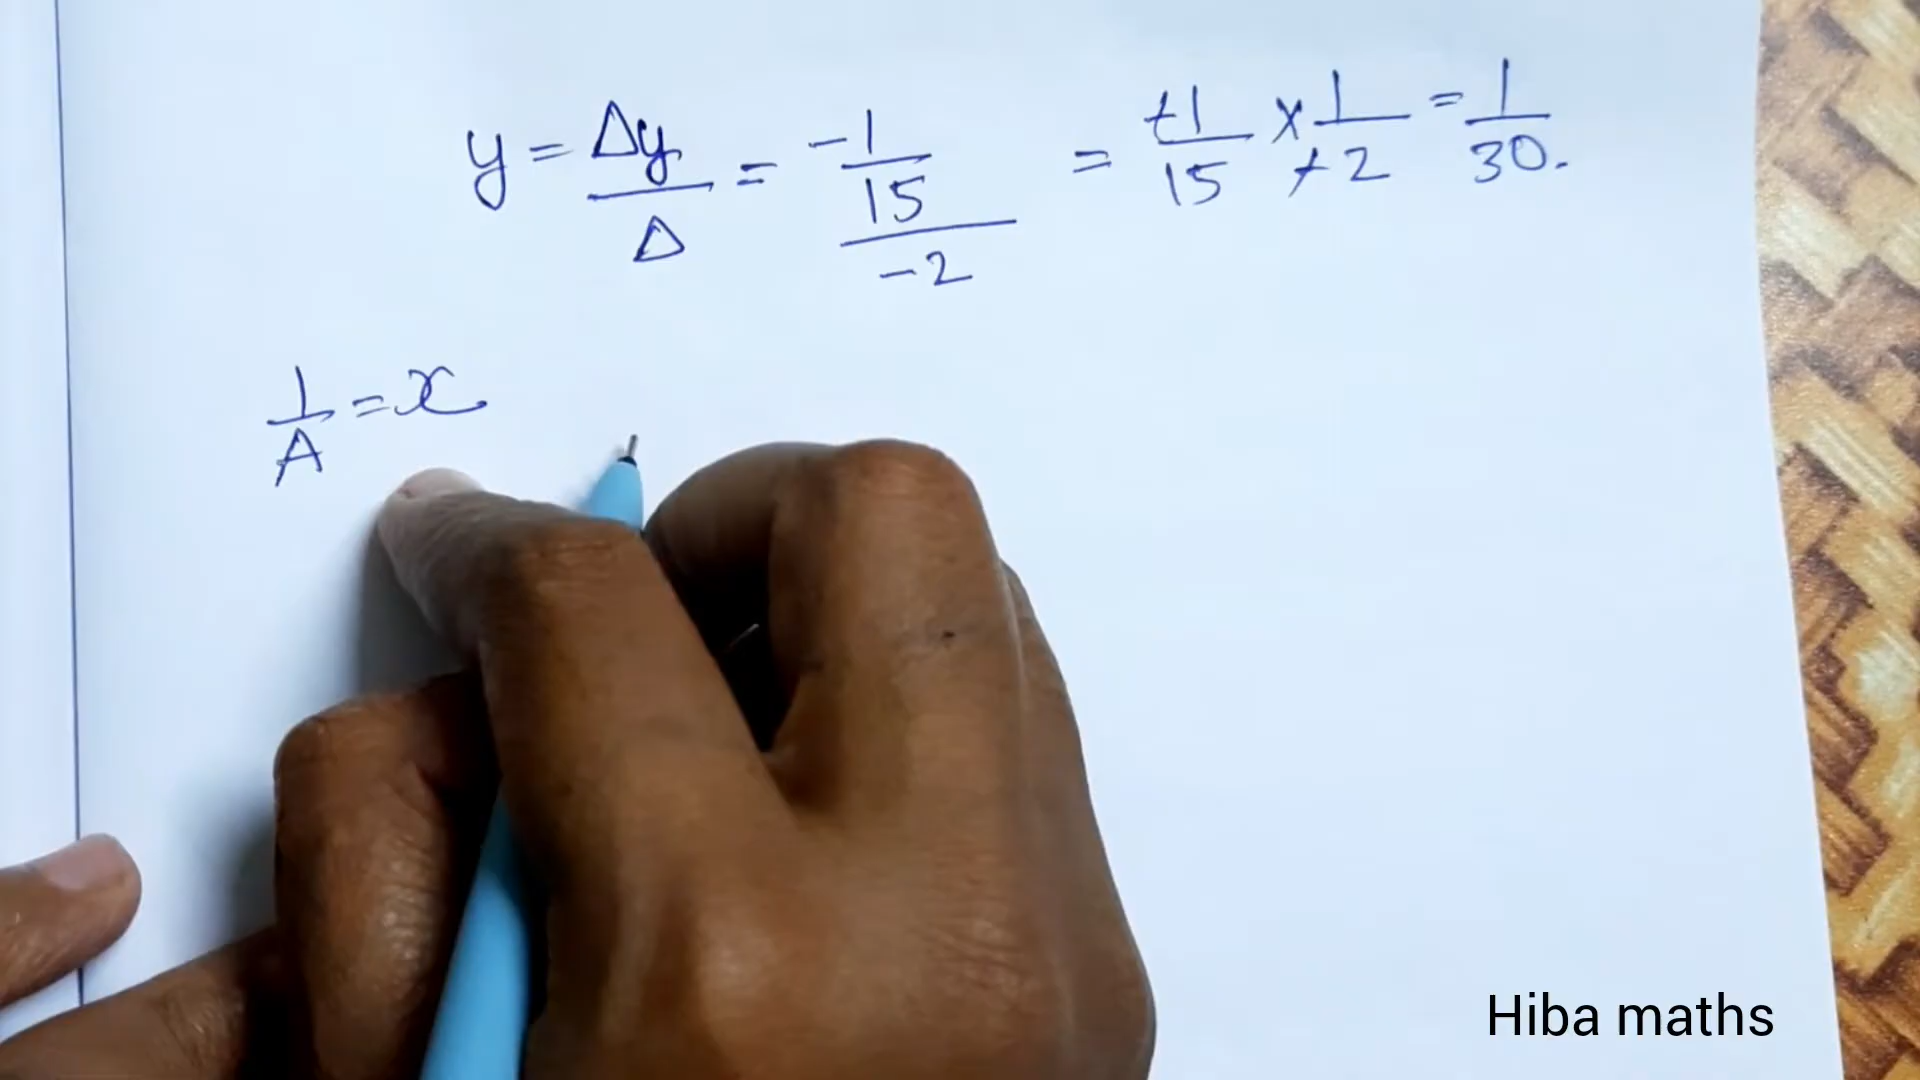 y = Δy/Δ = -1/15/-2 = +1/15 × 1/+2 = 1/30.
1/A = x
Hiba maths